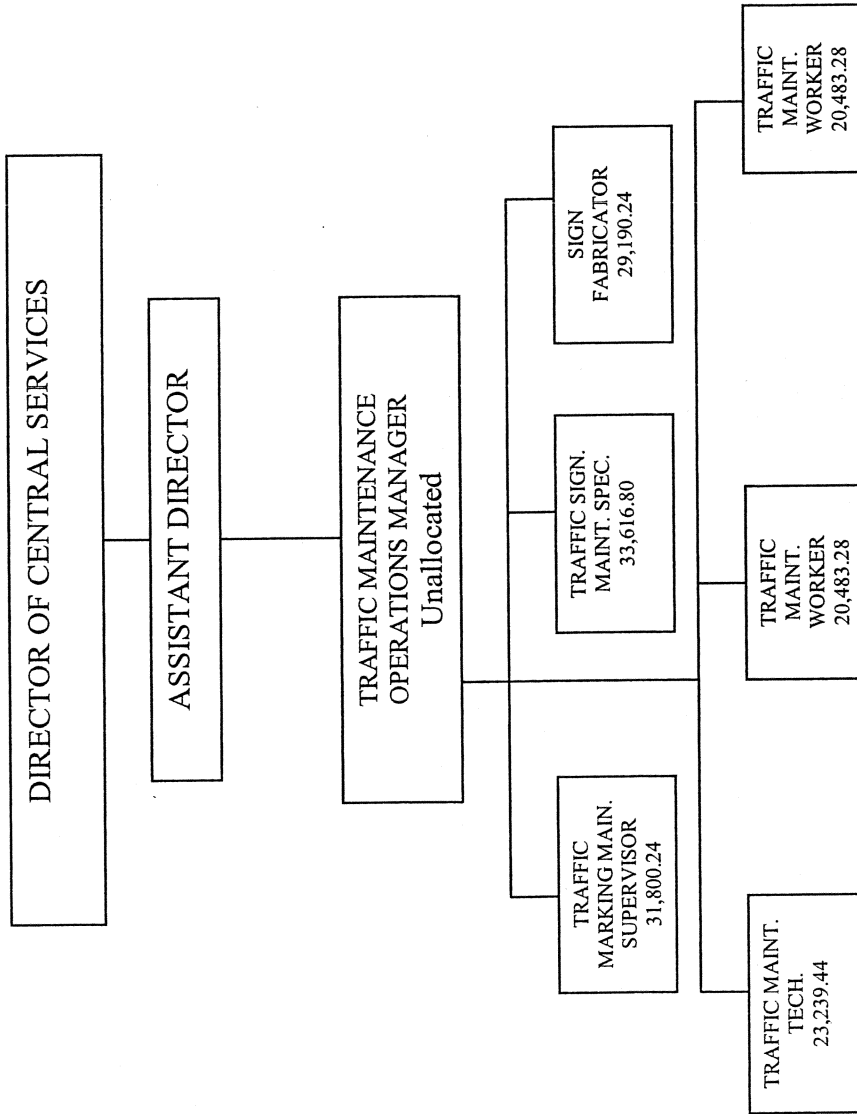 DIRECTOR OF CENTRAL SERVICES
ASSISTANT DIRECTOR
TRAFFIC MAINTENANCE
OPERATIONS MANAGER
Unallocated
TRAFFIC
MARKING MAIN.
SUPERVISOR
31,800.24
TRAFFIC SIGN.
MAINT. SPEC.
33,616.80
SIGN
FABRICATOR
29,190.24
TRAFFIC MAINT.
TECH.
23,239.44
TRAFFIC
MAINT.
WORKER
20,483.28
TRAFFIC
MAINT.
WORKER
20,483.28